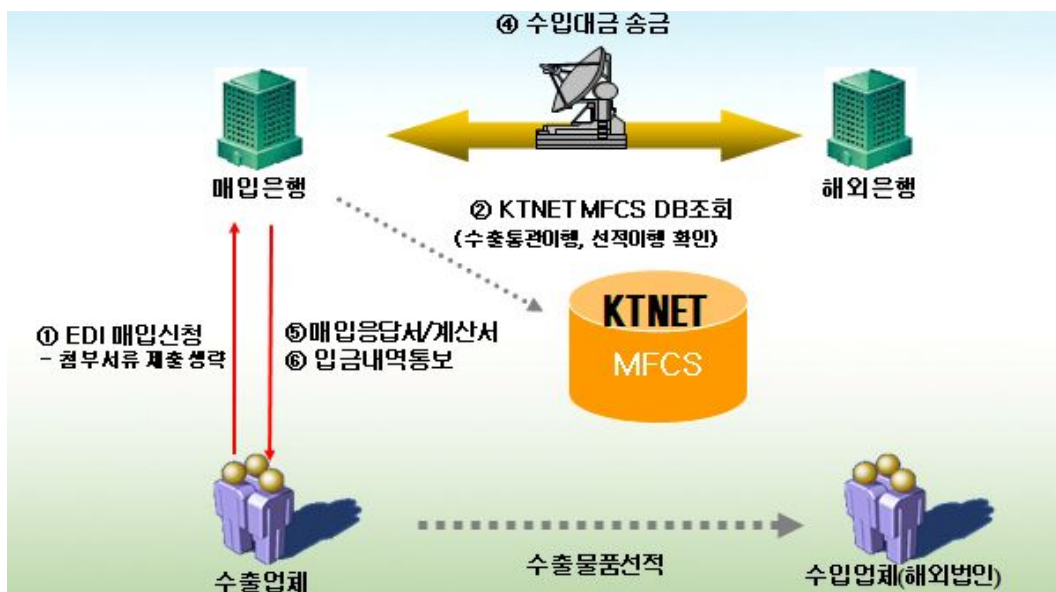 ④ 수입대금 송금
매입은행
해외은행
② KTNET MFCS DB조회
(수출통관이행, 선적이행 확인)
KTNET
MFCS
① EDI 매입신청
- 첨부서류 제출생략
⑤매입응답서/계산서
⑥ 입금내역통보
수출업체
수출물품선적
수입업체(해외법인)